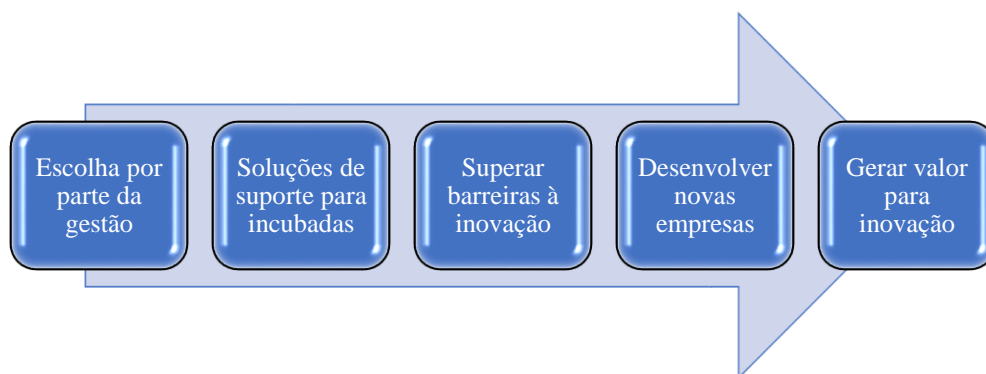 Escolha por
parte da
gestão
Soluções de
suporte para
incubadas
Superar
barreiras à
inovação
Desenvolver
novas
empresas
Gerar valor
para
inovação